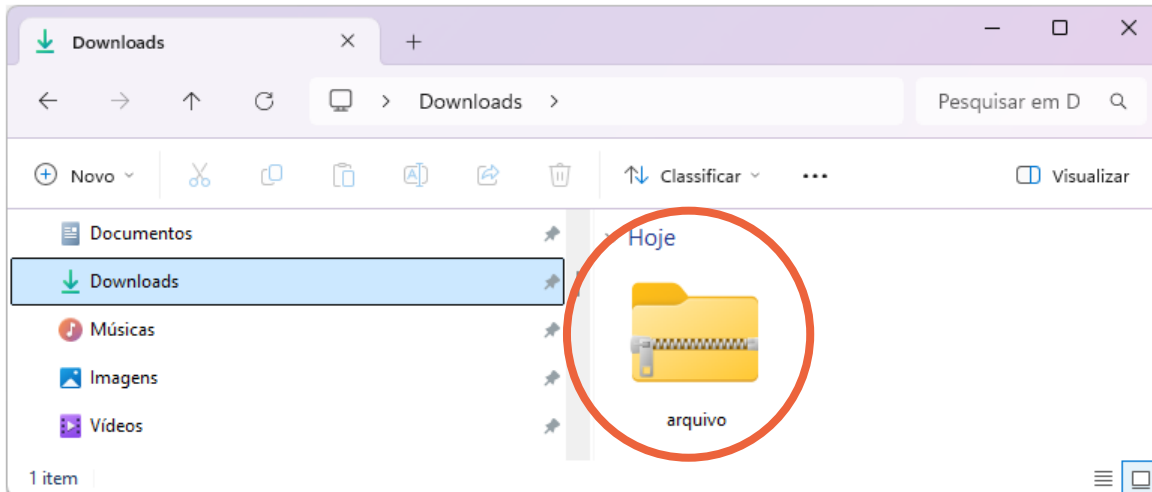 Downloads
Downloads
Pesquisar em D
Novo
Classificar
Visualizar
Documentos
Downloads
Músicas
Imagens
Vídeos
Hoje
arquivo
1 item